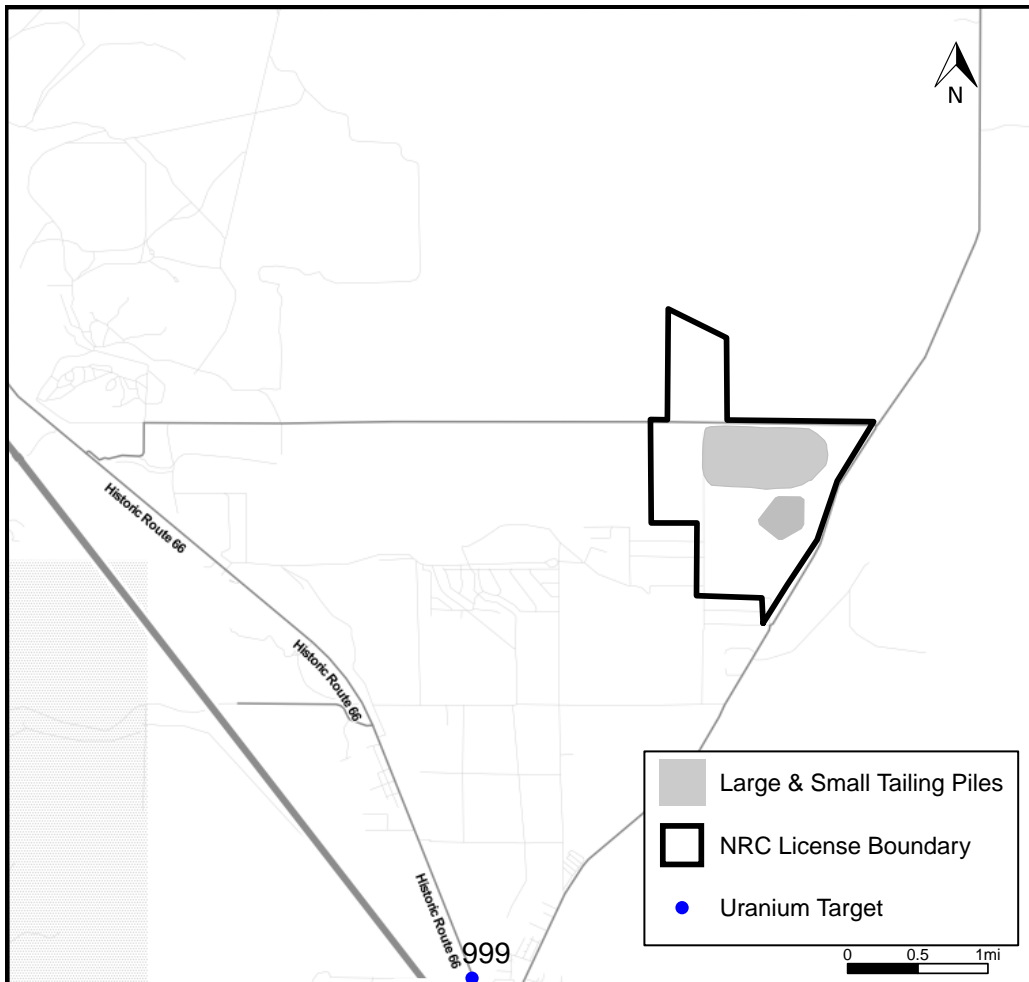 N
Historic Route 66
Historic Route 66
Historic Route 66
999
Large & Small Tailing Piles
NRC License Boundary
Uranium Target
0 0.5 1mi